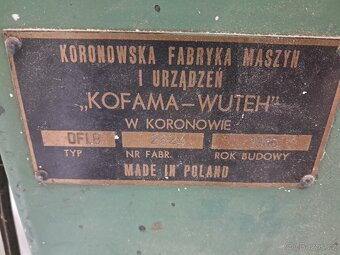 KORONOWSKA FABRYKA MASZYN
I URZĄDZEŃ
„KOFAMA-WUTEH"
W KORONOWIE
TYP NR FABR. ROK BUDOWY
MADE IN POLAND